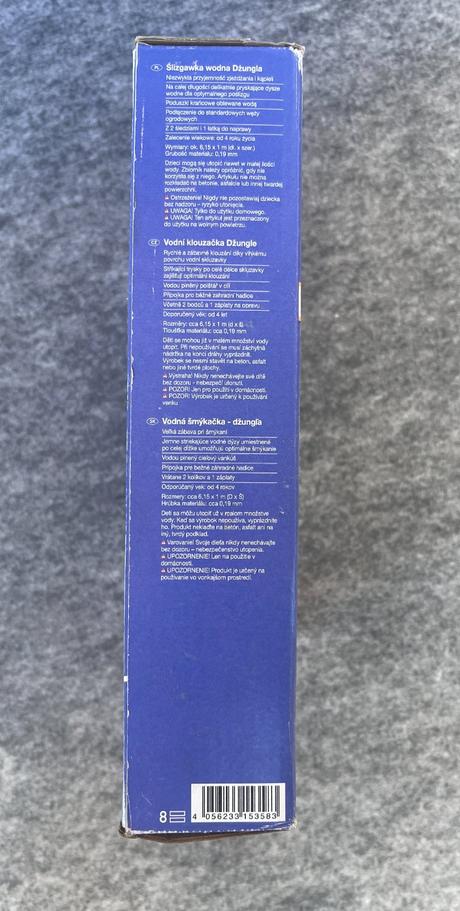 PL Ślizgawka wodna Dżungla
Niezwykła przyjemność zjeżdżania i kąpieli
Na całej długości delikatnie pryskające dysze
wodne dla optymalnego poślizgu
Poduszki krańcowe oblewane wodą
Podłączenie do standardowych węży
ogrodowych
Z 2 śledziami i 1 łatką do naprawy
Zalecenie wiekowe: od 4 roku życia
Wymiary: ok. 6,15 x 1 m (dł. x szer.)
Grubość materiału: 0,19 mm
Dzieci mogą się utopić nawet w małej ilości
wody. Zbiornik należy opróżnić, gdy nie
korzysta się z niego. Artykułu nie można
rozkładać na betonie, asfalcie lub innej twardej
powierzchni.
Ostrzeżenie! Nigdy nie pozostawiaj dziecka
bez nadzoru – ryzyko utonięcia.
UWAGA! Tylko do użytku domowego.
UWAGA! Ten artykuł jest przeznaczony
do użytku na wolnym powietrzu.
CZ Vodní klouzačka Džungle
Rychlé a zábavné klouzání díky vlhkému
povrchu vodní skluzavky
Stříkající trysky po celé délce skluzavky
zajišťují optimální klouzání
Vodou plněný polštář v cíli
Přípojka pro běžné zahradní hadice
Včetně 2 bodců a 1 záplaty na opravu
Doporučený věk: od 4 let
Rozměry: cca 6,15 x 1 m (d x š)
Tloušťka materiálu: cca 0,19 mm
Děti se mohou již v malém množství vody
utopit. Při nepoužívání se musí záchytná
nádržka na konci dráhy vyprázdnit.
Výrobek se nesmí stavět na beton, asfalt
nebo jiné tvrdé plochy.
Výstraha! Nikdy nenechávejte své dítě
bez dozoru - nebezpečí utonutí.
POZOR! Jen pro použití v domácnosti.
POZOR! Výrobek je určený k používání
venku
SK Vodná šmýkačka - džungľa
Veľká zábava pri šmýkaní
Jemne striekajúce vodné dýzy umiestnené
po celej dĺžke umožňujú optimálne šmýkanie
Vodou plnený cieľový vankúš
Prípojka pre bežné záhradné hadice
Vrátane 2 kolíkov a 1 záplaty
Odporúčaný vek: od 4 rokov
Rozmery: cca 6,15 x 1 m (D x Š)
Hrúbka materiálu: cca 0,19 mm
Deti sa môžu utopiť už v malom množstve
vody. Keď sa výrobok nepoužíva, vyprázdnite
ho. Produkt neklaďte na betón, asfalt ani na
iný, tvrdý podklad.
Varovanie! Svoje dieťa nikdy nenechávajte
bez dozoru – nebezpečenstvo utopenia.
UPOZORNENIE! Len na použitie v
domácnosti.
UPOZORNENIE! Produkt je určený na
používanie vo vonkajšom prostredí.
8
4 056233 153583